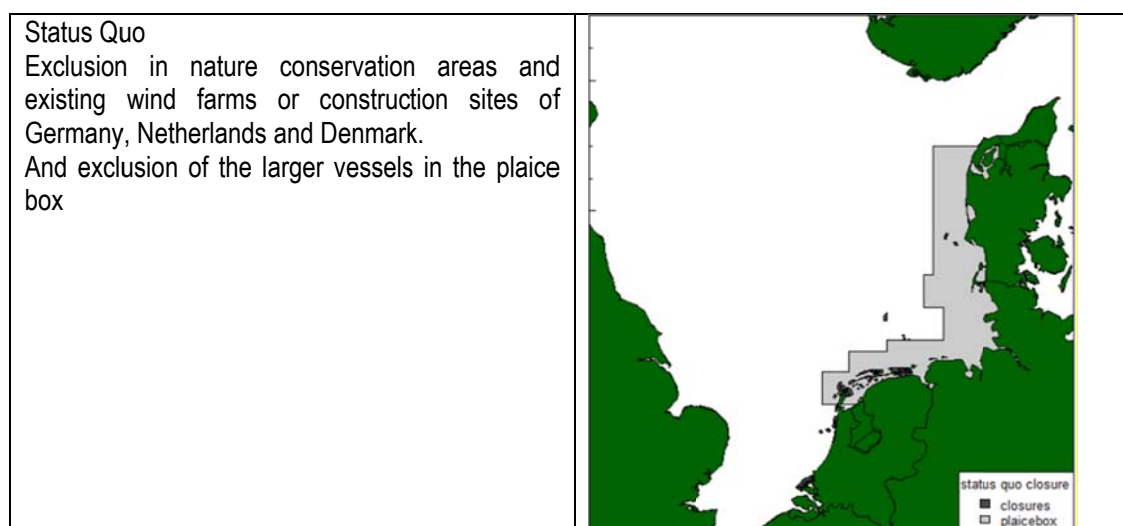 Status Quo
Exclusion in nature conservation areas and
existing wind farms or construction sites of
Germany, Netherlands and Denmark.
And exclusion of the larger vessels in the plaice
box
status quo closure
closures
plaicebox